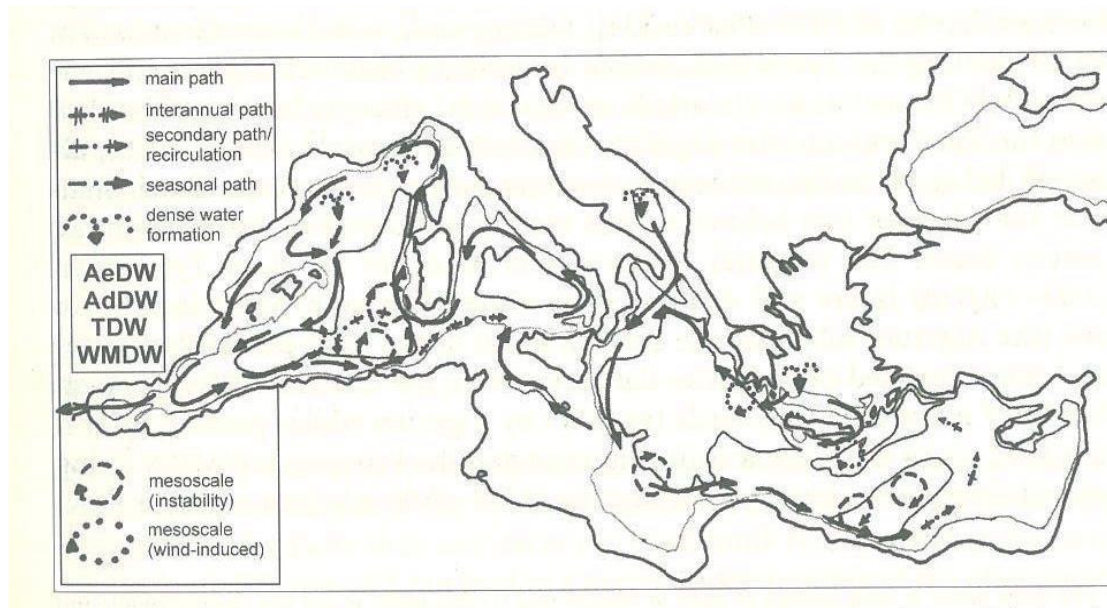 main path
interannual path
secondary path/
recirculation
seasonal path
dense water
formation
AeDW
AdDW
TDW
WMDW
mesoscale
(instability)
mesoscale
(wind-induced)